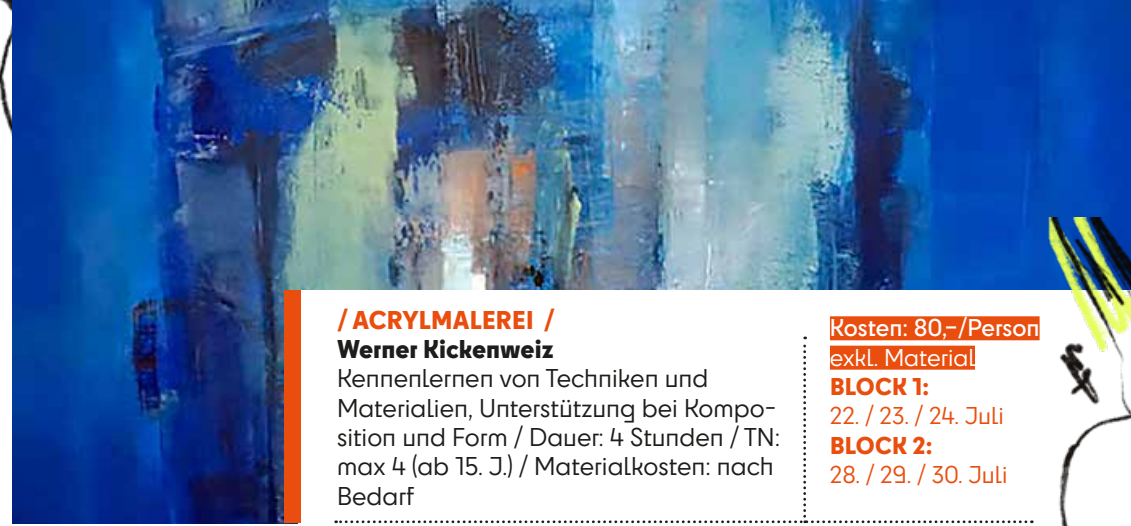 / ACRYLMALEREI /
Werner Kickenweiz
Kennenlernen von Techniken und
Materialien, Unterstützung bei Kompo-
sition und Form / Dauer: 4 Stunden / TN:
max 4 (ab 15. J.) / Materialkosten: nach
Bedarf
Kosten: 80,-/Person
exkl. Material
BLOCK 1:
22. / 23. / 24. Juli
BLOCK 2:
28. / 29. / 30. Juli